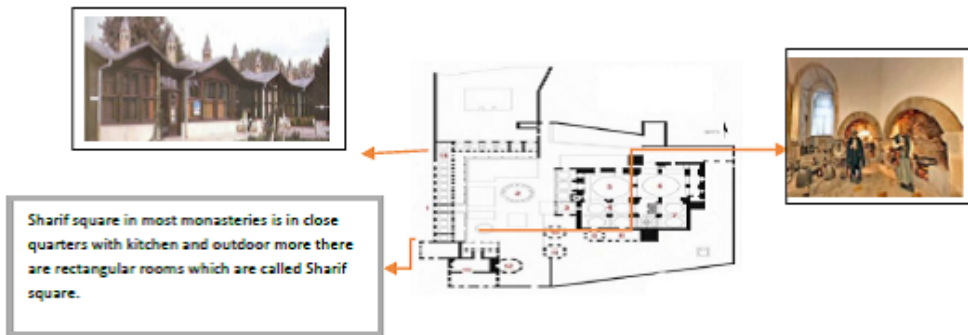 Sharif square in most monasteries is in close
quarters with kitchen and outdoor more there
are rectangular rooms which are called Sharif
square.